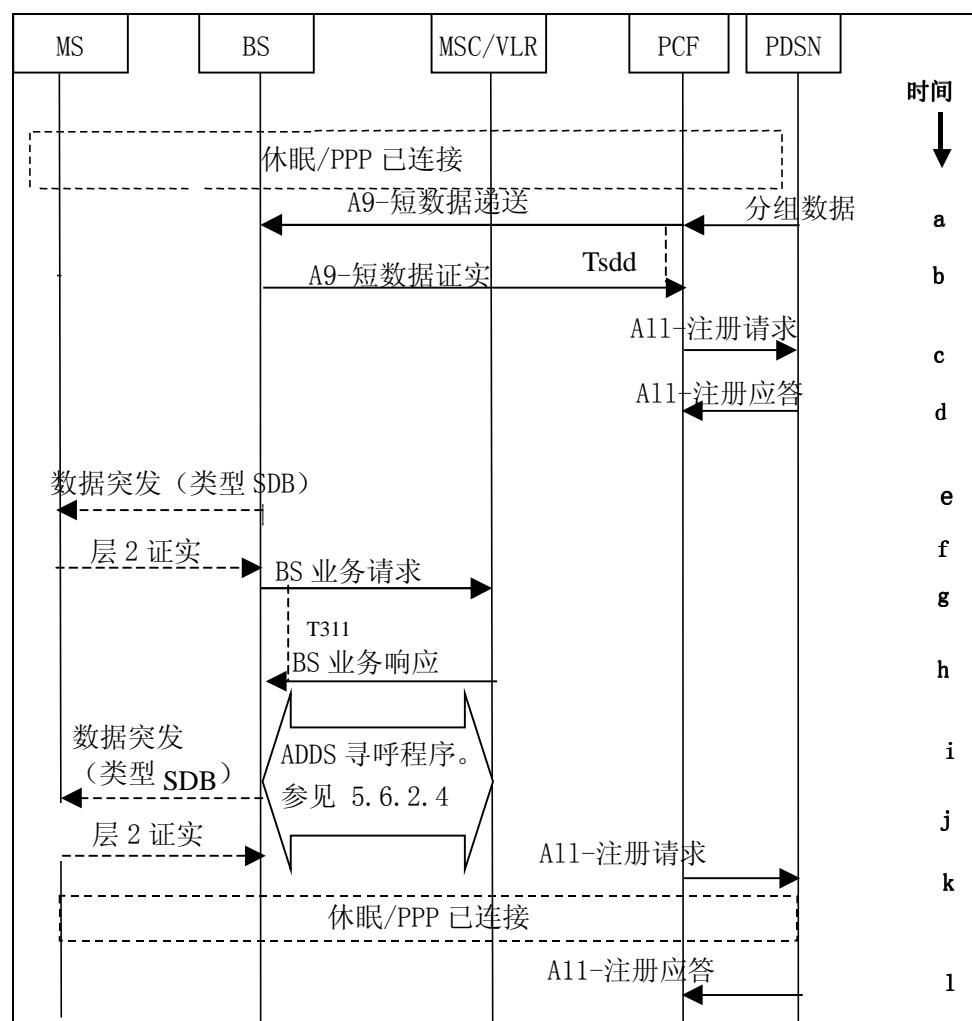 MS BS MSC/VLR PCF PDSN
时间
休眠/PPP 已连接
A9-短数据递送 分组数据 a
A9-短数据证实 Tsdd b
A11-注册请求 c
A11-注册应答 d
数据突发（类型 SDB） e
层 2 证实 f
BS 业务请求 g
T311
BS 业务响应 h
数据突发
（类型 SDB）
ADDS 寻呼程序。
参见 5.6.2.4
i
层 2 证实 j
A11-注册请求 k
休眠/PPP 已连接
A11-注册应答 l